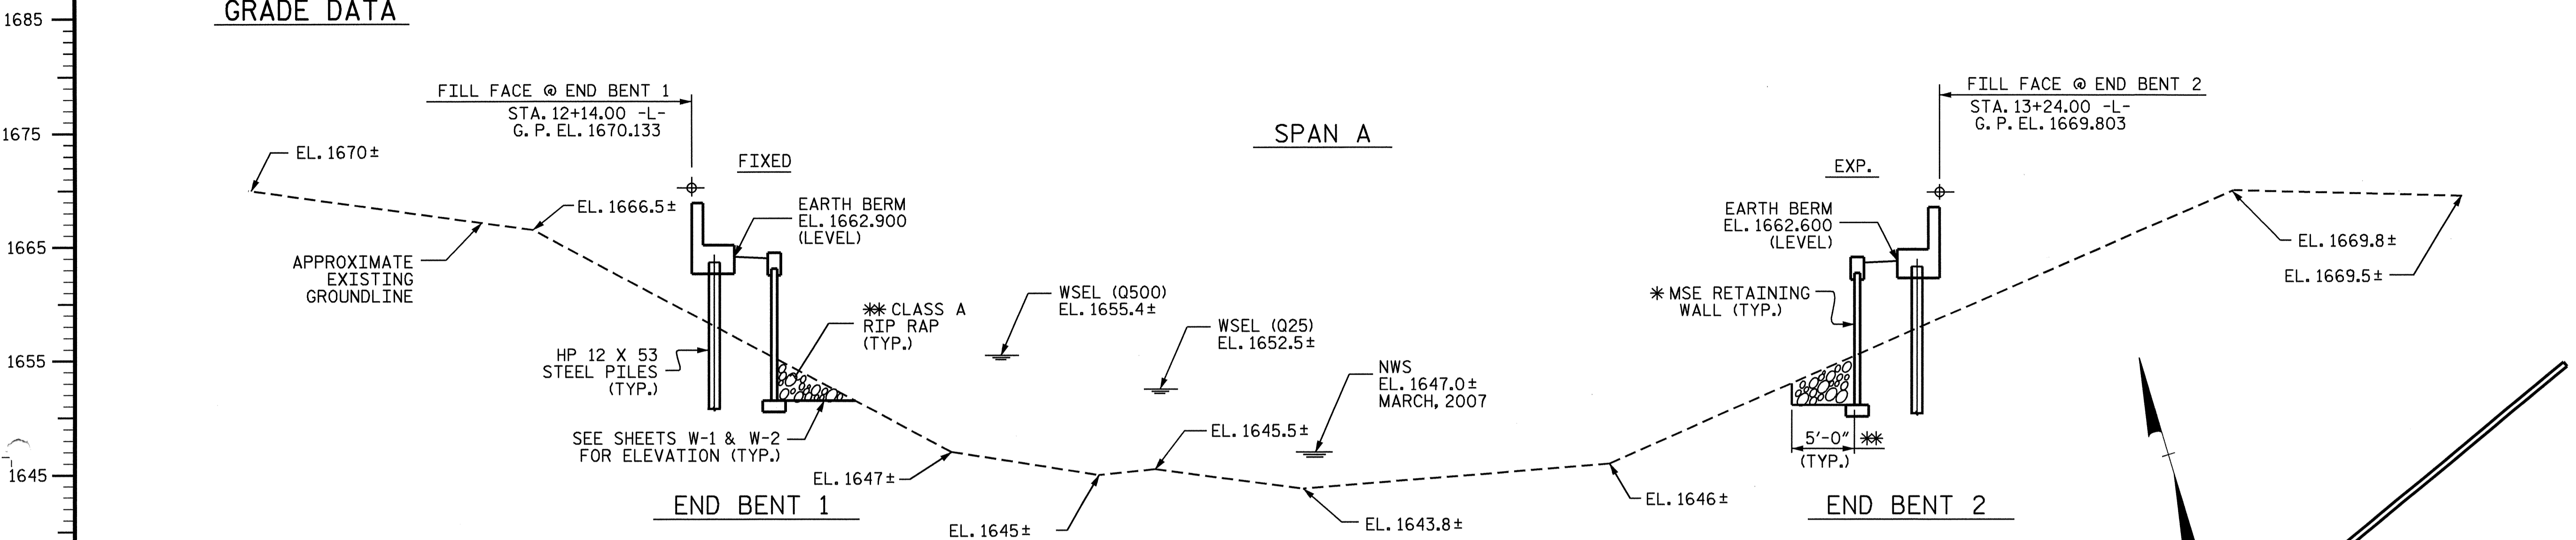 GRADE DATA
1685
1675
1665
1655
1645
FILL FACE @ END BENT 1
STA. 12+14.00 -L-
G. P. EL. 1670.133
FILL FACE @ END BENT 2
STA. 13+24.00 -L-
G. P. EL. 1669.803
SPAN A
EL. 1670±
FIXED
EXP.
EL. 1666.5±
EARTH BERM
EL. 1662.900
(LEVEL)
EARTH BERM
EL. 1662.600
(LEVEL)
EL. 1669.8±
EL. 1669.5±
APPROXIMATE
EXISTING
GROUNDLINE
** CLASS A
RIP RAP
(TYP.)
WSEL (Q500)
EL. 1655.4±
WSEL (Q25)
EL. 1652.5±
* MSE RETAINING
WALL (TYP.)
HP 12 X 53
STEEL PILES
(TYP.)
NWS
EL. 1647.0±
MARCH, 2007
SEE SHEETS W-1 & W-2
FOR ELEVATION (TYP.)
EL. 1645.5±
5'-0" **
(TYP.)
EL. 1647±
EL. 1646±
END BENT 1
END BENT 2
EL. 1645±
EL. 1643.8±